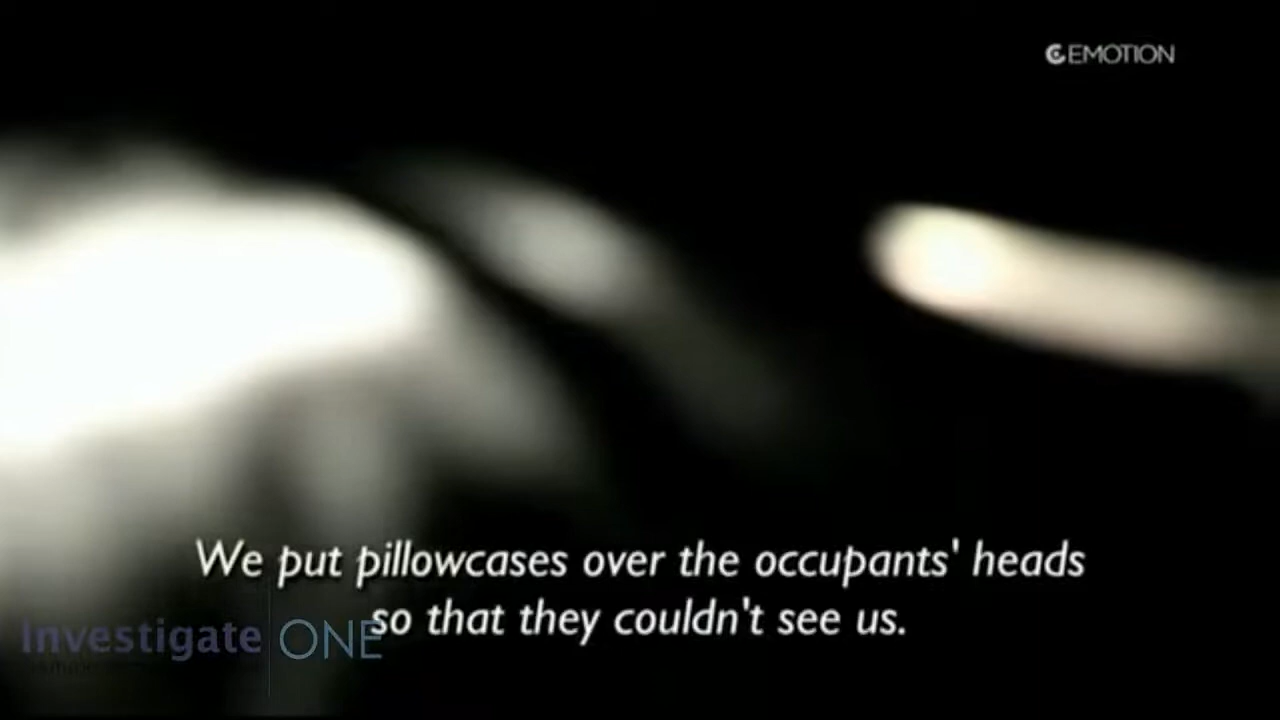 EMOTION
We put pillowcases over the occupants' heads
so that they couldn't see us.
Investigate ONE